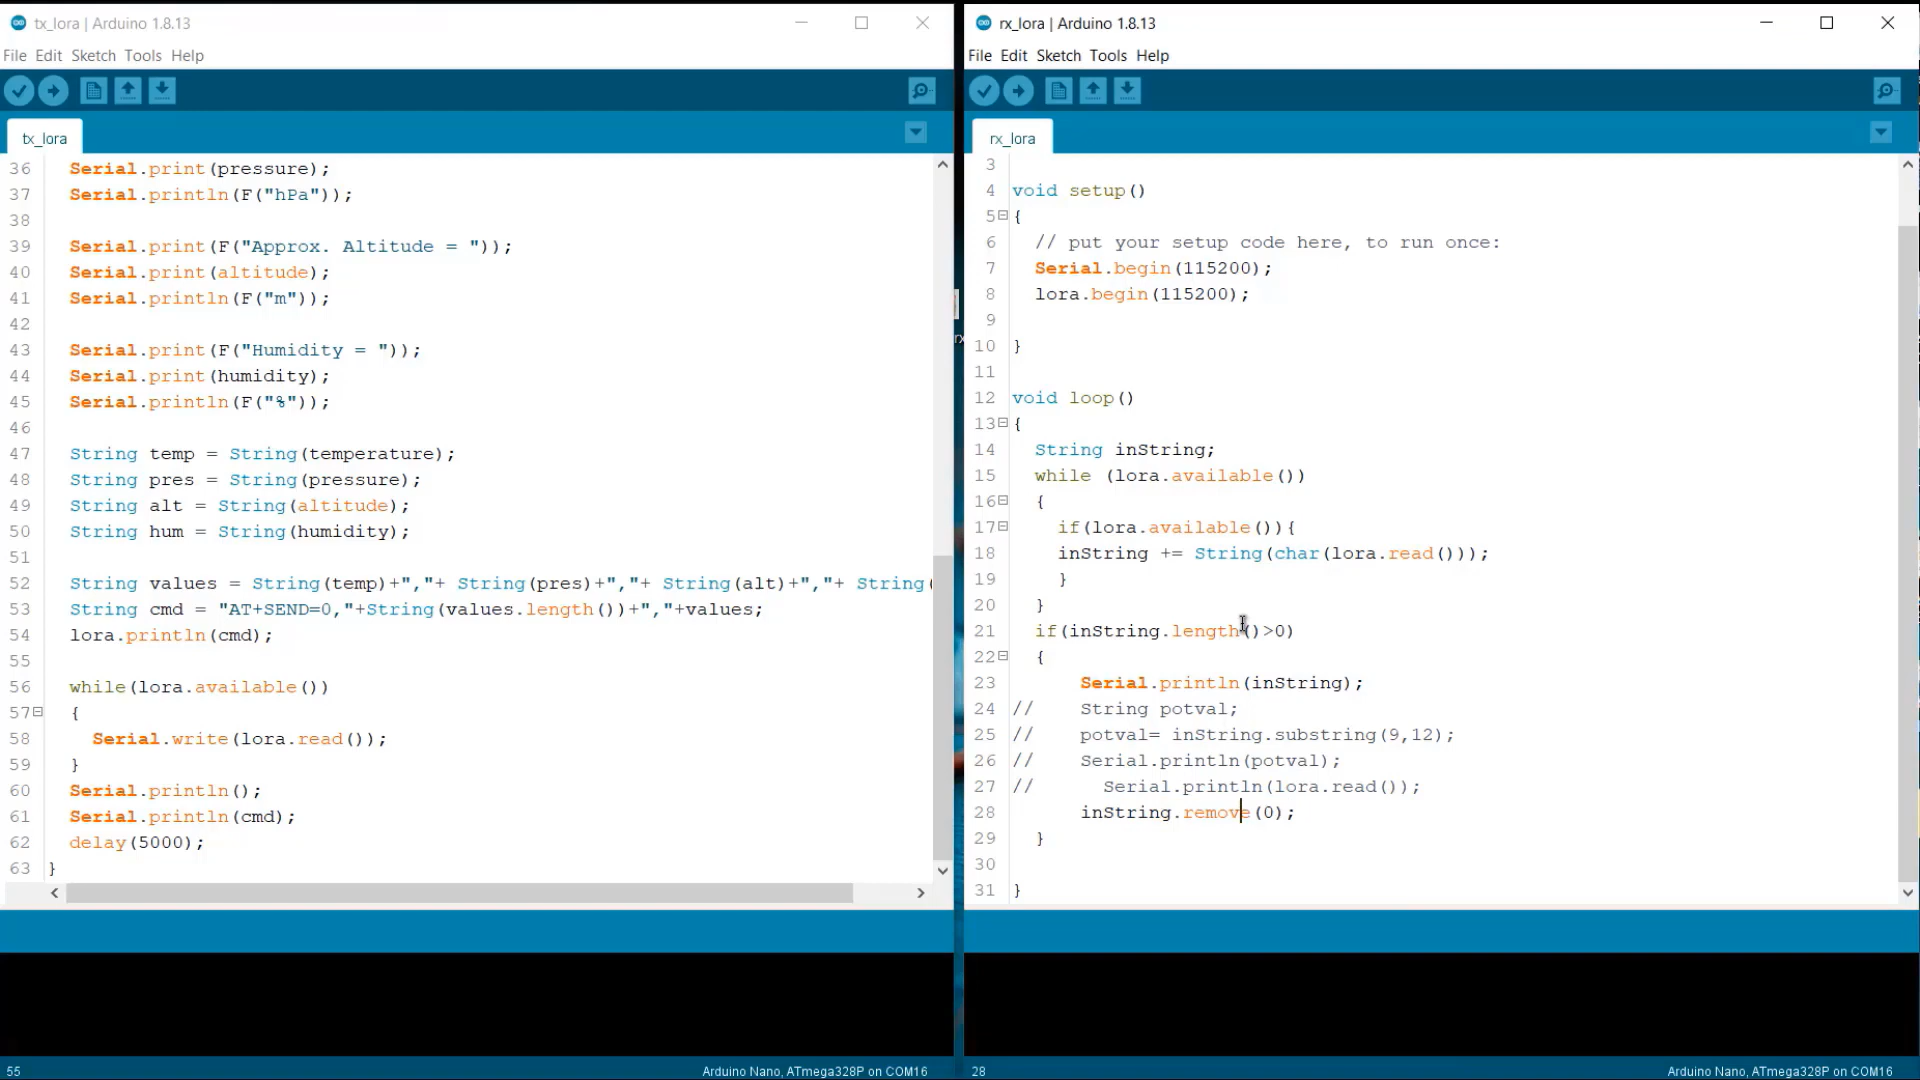 tx_lora | Arduino 1.8.13
File Edit Sketch Tools Help
tx_lora
36 Serial.print(pressure);
37 Serial.println(F("hPa"));
38
39 Serial.print(F("Approx. Altitude = "));
40 Serial.print(altitude);
41 Serial.println(F("m"));
42
43 Serial.print(F("Humidity = "));
44 Serial.print(humidity);
45 Serial.println(F("%"));
46
47 String temp = String(temperature);
48 String pres = String(pressure);
49 String alt = String(altitude);
50 String hum = String(humidity);
51
52 String values = String(temp)+","+ String(pres)+","+ String(alt)+","+ String(
53 String cmd = "AT+SEND=0,"+String(values.length())+","+values;
54 lora.println(cmd);
55
56 while(lora.available())
57 {
58 Serial.write(lora.read());
59 }
60 Serial.println();
61 Serial.println(cmd);
62 delay(5000);
63 }
55
Arduino Nano, ATmega328P on COM16
rx_lora | Arduino 1.8.13
File Edit Sketch Tools Help
rx_lora
3
4 void setup()
5 {
6 // put your setup code here, to run once:
7 Serial.begin(115200);
8 lora.begin(115200);
9
10 }
11
12 void loop()
13 {
14 String inString;
15 while (lora.available())
16 {
17 if(lora.available()){
18 inString += String(char(lora.read()));
19 }
20 }
21 if(inString.length()>0)
22 {
23 Serial.println(inString);
24 // String potval;
25 // potval= inString.substring(9,12);
26 // Serial.println(potval);
27 // Serial.println(lora.read());
28 inString.remove(0);
29 }
30
31 }
28
Arduino Nano, ATmega328P on COM16